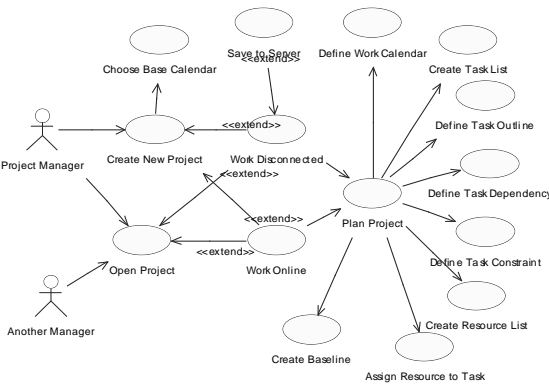 Save to Server
<<extend>>
Define Work Calendar
Choose Base Calendar
Create Task List
Define Task Outline
<<extend>>
Project Manager
Create New Project
Work Disconnected
<<extend>>
Define Task Dependency
<<extend>>
Plan Project
<<extend>>
Open Project
Work Online
Define Task Constraint
Another Manager
Create Resource List
Create Baseline
Assign Resource to Task